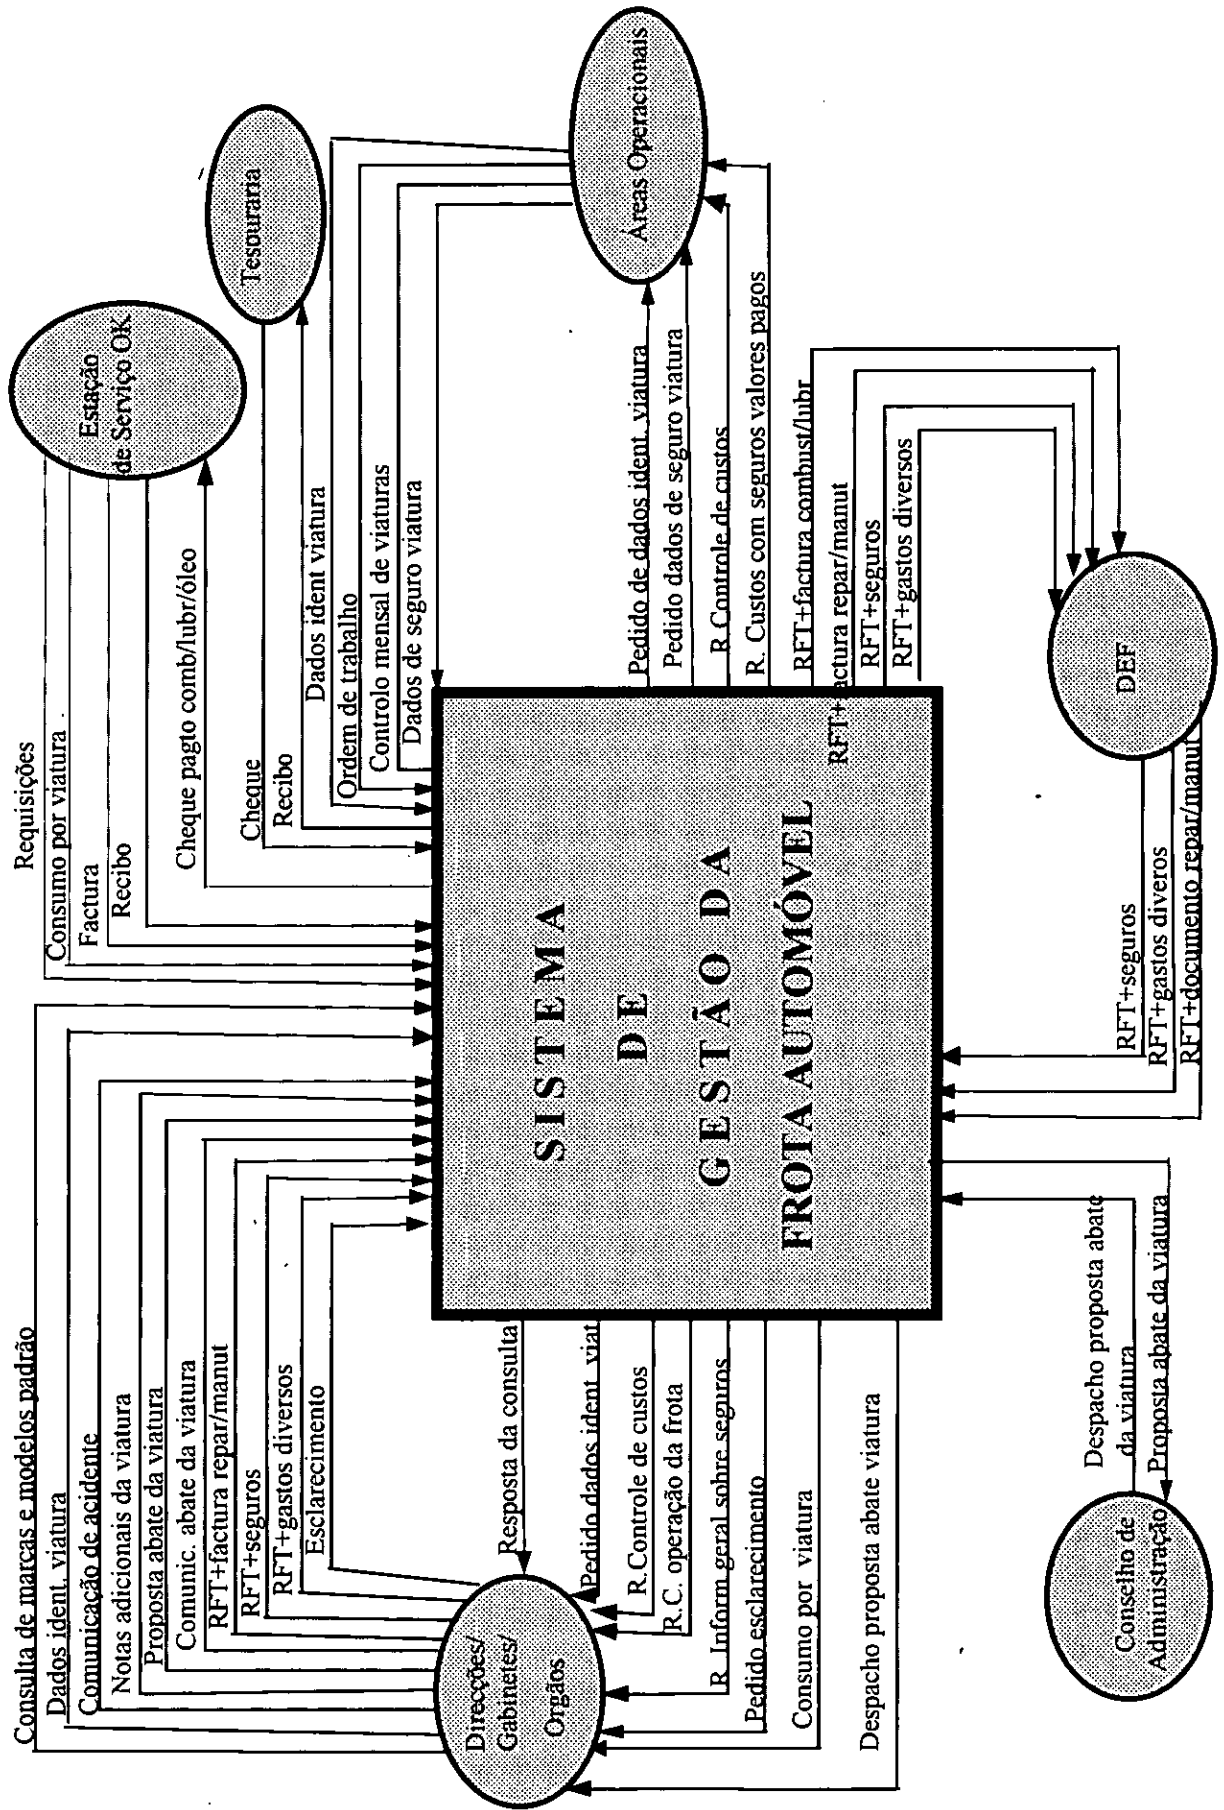 Consulta de marcas e modelos padrão
Dados ident. viatura
Comunicação de acidente
Notas adicionais da viatura
Proposta abate da viatura
Comunic. abate da viatura
RFT+factura repar/manut
RFT+seguros
RFT+gastos diversos
Esclarecimento
Requisições
Consumo por viatura
Factura
Recibo
Cheque pagto comb/lubr/óleo
Cheque
Recibo
Dados ident viatura
Ordem de trabalho
Controlo mensal de viaturas
Dados de seguro viatura
Estação
de Serviço OK
Tesouraria
Áreas Operacionais
Direcções/
Gabinetes/
Orgãos
SISTEMA
DE
GESTÃO DA
FROTA AUTOMÓVEL
Resposta da consulta
Pedido dados ident. viat
R.Controle de custos
R.C. operação da frota
R. Inform geral sobre seguros
Pedido esclarecimento
Consumo por viatura
Despacho proposta abate viatura
Pedido de dados ident. viatura
Pedido dados de seguro viatura
R.Controle de custos
R. Custos com seguros valores pagos
RFT+factura combust/lubr
RFT+factura repar/manut
RFT+seguros
RFT+gastos diversos
DEF
RFT+seguros
RFT+gastos diveros
RFT+documento repar/manut
Despacho proposta abate
da viatura
Proposta abate da viatura
Conselho de
Administração